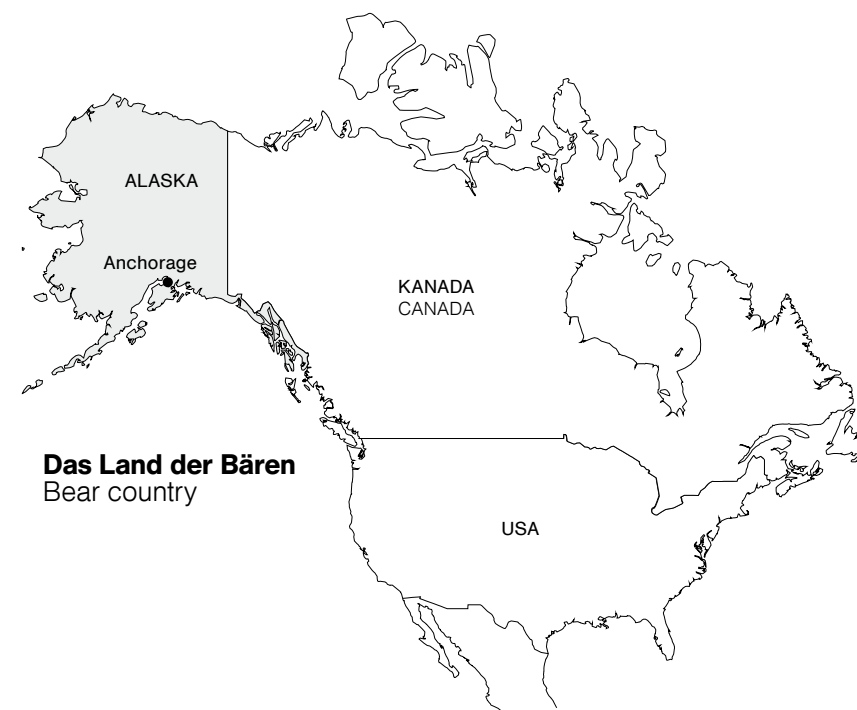 ALASKA
Anchorage
KANADA
CANADA
Das Land der Bären
Bear country
USA